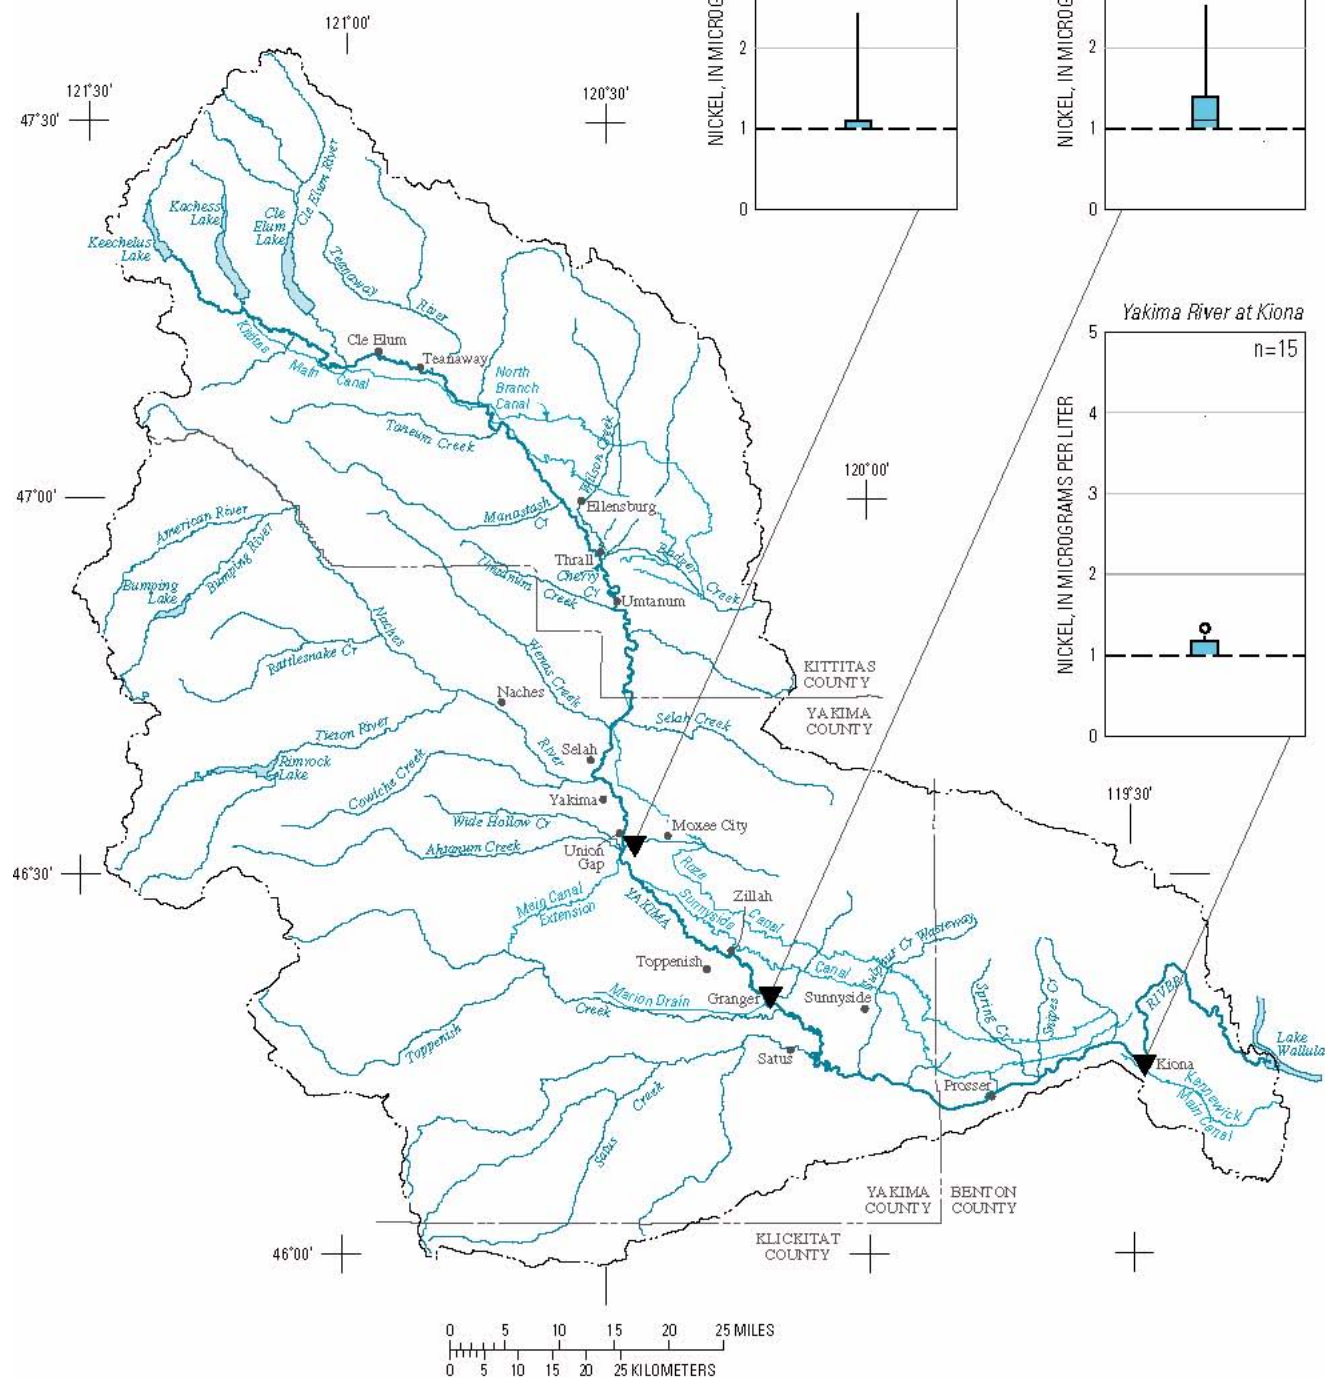 121°00'
121°30'
47°30'
120°30'
NICKEL, IN MICROG
2
1
0
NICKEL, IN MICROG
2
1
0
Keechelus
Lake
Kachess
Lake
Cle
Elum
Lake
Cle Elum River
Teanaway
River
Kittitas
Main
Canal
Cle Elum
Teanaway
North
Branch
Canal
Taneum Creek
Wilson Creek
Yakima River at Kiona
n=15
NICKEL, IN MICROGRAMS PER LITER
5
4
3
2
1
0
120°00'
47°00'
American River
Bumping River
Bumping
Lake
Manastash
Cr
Ellensburg
Thrall
Cherry
Cr
Badger
Creek
Umtanum
Creek
Umtanum
Naches
River
Rattlesnake Cr
Wenas Creek
KITTITAS
COUNTY
YAKIMA
COUNTY
Naches
Selah Creek
Tieton River
Rimrock
Lake
Selah
Cowiche Creek
Yakima
Wide Hollow Cr
Moxee City
Ahtanum Creek
Union
Gap
119°30'
46°30'
Roza
Canal
Sunnyside
Canal
Zillah
Main Canal
Extension
YAKIMA
RIVER
Sulphur Cr Wasteway
Toppenish
Marion Drain
Granger
Sunnyside
Toppenish
Creek
Spring Cr
Snipes Cr
Satus
Prosser
Kiona
Lake
Wallula
Kennewick
Main Canal
Satus
Creek
YAKIMA
COUNTY
BENTON
COUNTY
KLICKITAT
COUNTY
46°00'
0 5 10 15 20 25 MILES
0 5 10 15 20 25 KILOMETERS